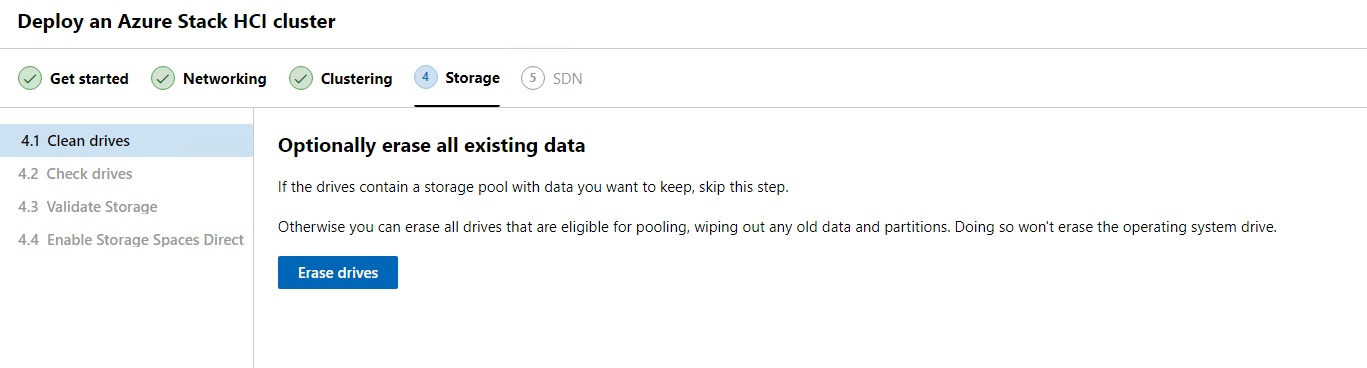 Deploy an Azure Stack HCI cluster
Get started Networking Clustering 4 Storage 5 SDN
4.1 Clean drives
4.2 Check drives
4.3 Validate Storage
4.4 Enable Storage Spaces Direct
Optionally erase all existing data
If the drives contain a storage pool with data you want to keep, skip this step.
Otherwise you can erase all drives that are eligible for pooling, wiping out any old data and partitions. Doing so won't erase the operating system drive.
Erase drives